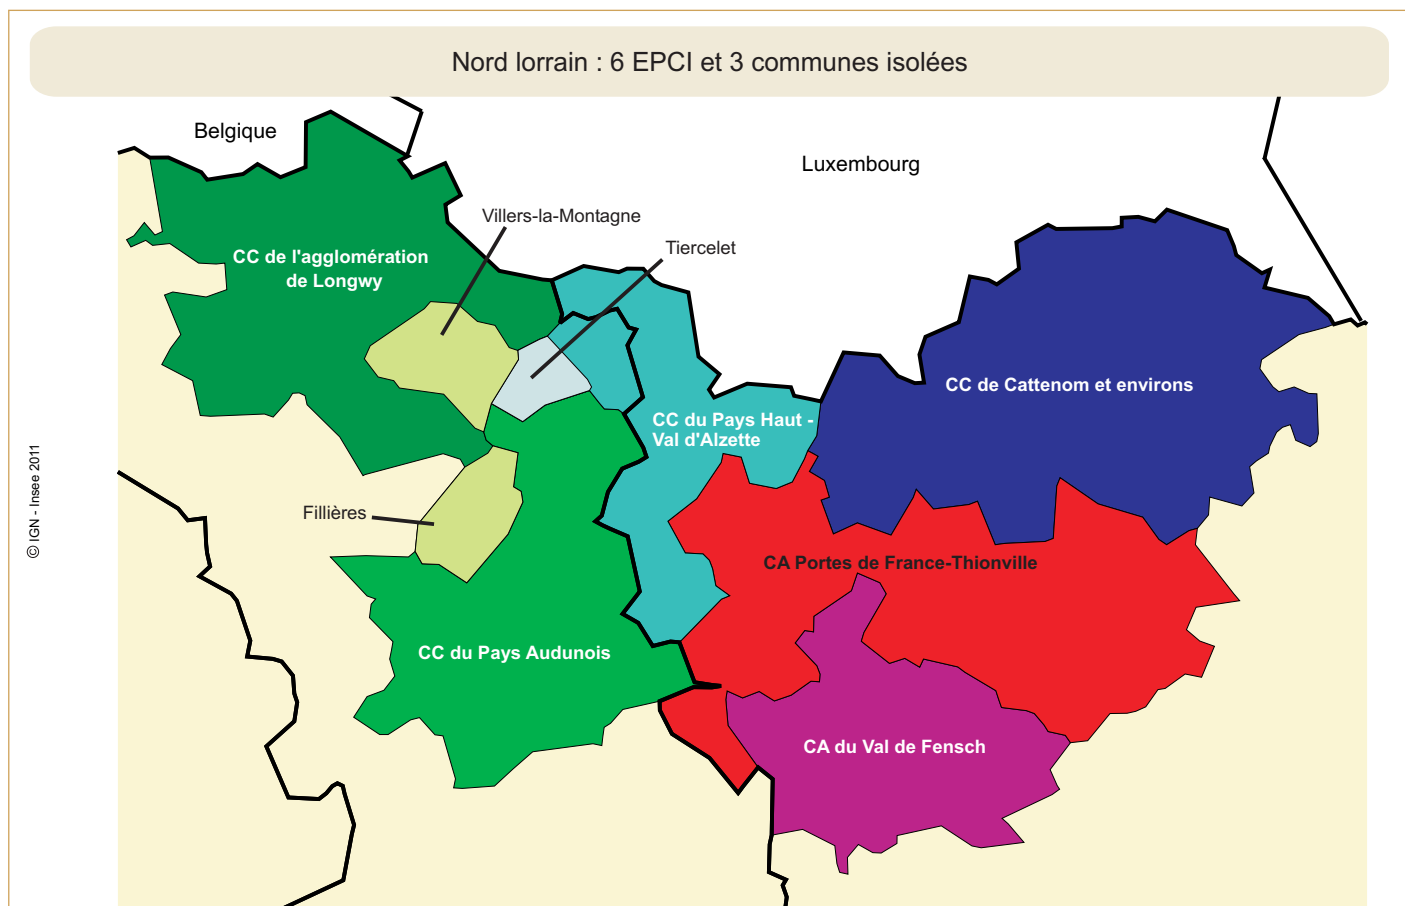 Nord lorrain : 6 EPCI et 3 communes isolées
Belgique
Luxembourg
Villers-la-Montagne
Tiercelet
CC de l'agglomération
de Longwy
CC de Cattenom et environs
CC du Pays Haut -
Val d'Alzette
Fillières
CA Portes de France-Thionville
CC du Pays Audunois
CA du Val de Fensch
© IGN - Insee 2011